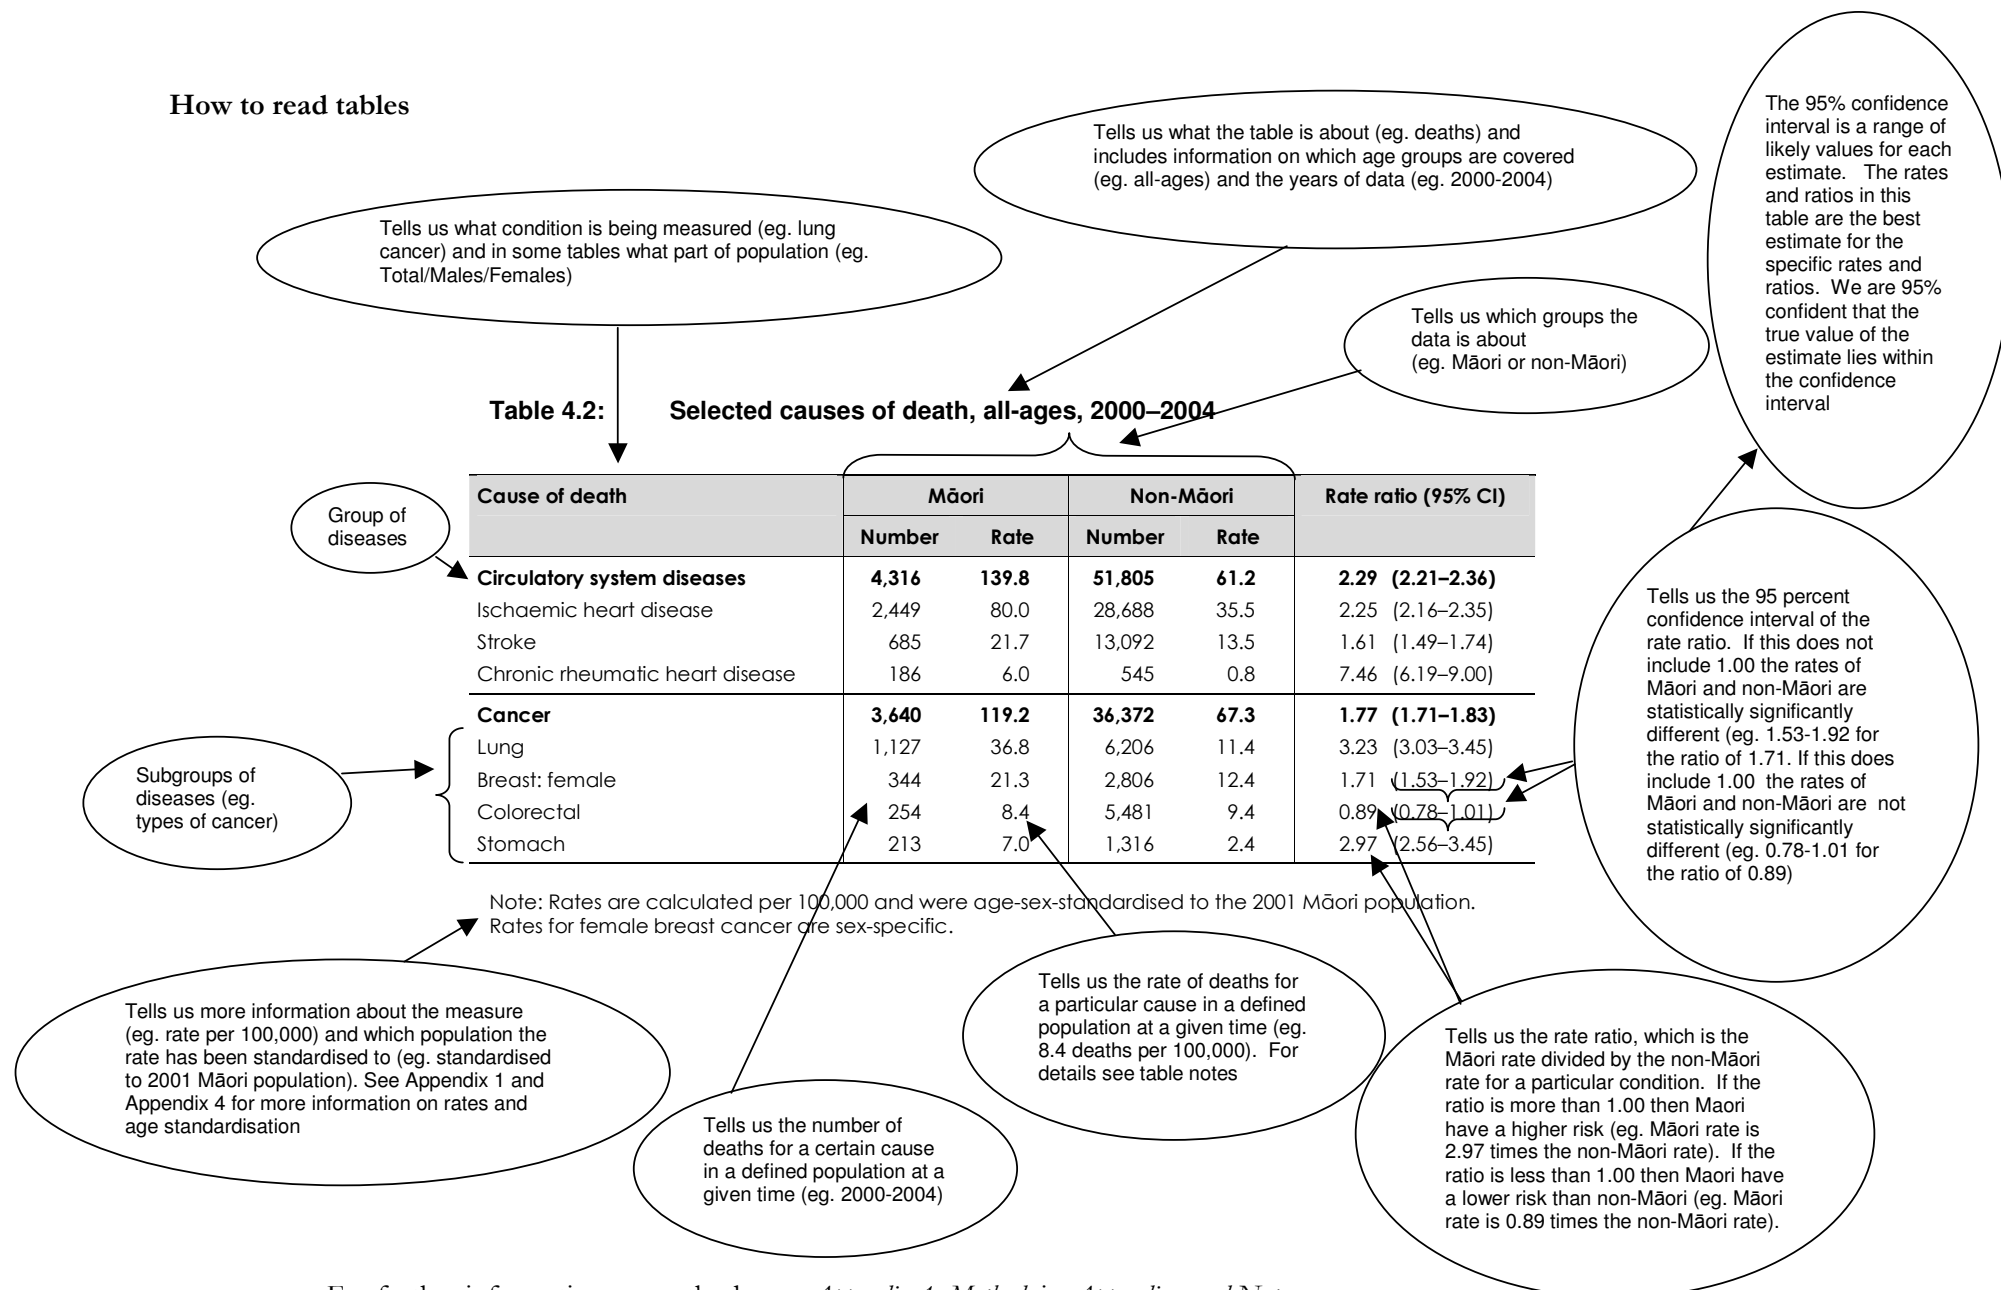 How to read tables
The 95% confidence
interval is a range of
likely values for each
estimate. The rates
and ratios in this
table are the best
estimate for the
specific rates and
ratios. We are 95%
confident that the
true value of the
estimate lies within
the confidence
interval
Tells us what the table is about (eg. deaths) and
includes information on which age groups are covered
(eg. all-ages) and the years of data (eg. 2000-2004)
Tells us what condition is being measured (eg. lung
cancer) and in some tables what part of population (eg.
Total/Males/Females)
Tells us which groups the
data is about
(eg. Māori or non-Māori)
Table 4.2: Selected causes of death, all-ages, 2000–2004
Group of
diseases
Cause of death Māori Non-Māori Rate ratio (95% CI)
Number Rate Number Rate
Circulatory system diseases 4,316 139.8 51,805 61.2 2.29 (2.21–2.36)
Ischaemic heart disease 2,449 80.0 28,688 35.5 2.25 (2.16–2.35)
Stroke 685 21.7 13,092 13.5 1.61 (1.49–1.74)
Chronic rheumatic heart disease 186 6.0 545 0.8 7.46 (6.19–9.00)
Cancer 3,640 119.2 36,372 67.3 1.77 (1.71–1.83)
Lung 1,127 36.8 6,206 11.4 3.23 (3.03–3.45)
Breast: female 344 21.3 2,806 12.4 1.71 (1.53–1.92)
Colorectal 254 8.4 5,481 9.4 0.89 (0.78–1.01)
Stomach 213 7.0 1,316 2.4 2.97 (2.56–3.45)
Subgroups of
diseases (eg.
types of cancer)
Tells us the 95 percent
confidence interval of the
rate ratio. If this does not
include 1.00 the rates of
Māori and non-Māori are
statistically significantly
different (eg. 1.53-1.92 for
the ratio of 1.71. If this does
include 1.00 the rates of
Māori and non-Māori are not
statistically significantly
different (eg. 0.78-1.01 for
the ratio of 0.89)
Note: Rates are calculated per 100,000 and were age-sex-standardised to the 2001 Māori population.
Rates for female breast cancer are sex-specific.
Tells us more information about the measure
(eg. rate per 100,000) and which population the
rate has been standardised to (eg. standardised
to 2001 Māori population). See Appendix 1 and
Appendix 4 for more information on rates and
age standardisation
Tells us the number of
deaths for a certain cause
in a defined population at a
given time (eg. 2000-2004)
Tells us the rate of deaths for
a particular cause in a defined
population at a given time (eg.
8.4 deaths per 100,000). For
details see table notes
Tells us the rate ratio, which is the
Māori rate divided by the non-Māori
rate for a particular condition. If the
ratio is more than 1.00 then Maori
have a higher risk (eg. Māori rate is
2.97 times the non-Māori rate). If the
ratio is less than 1.00 then Maori have
a lower risk than non-Māori (eg. Māori
rate is 0.89 times the non-Māori rate).